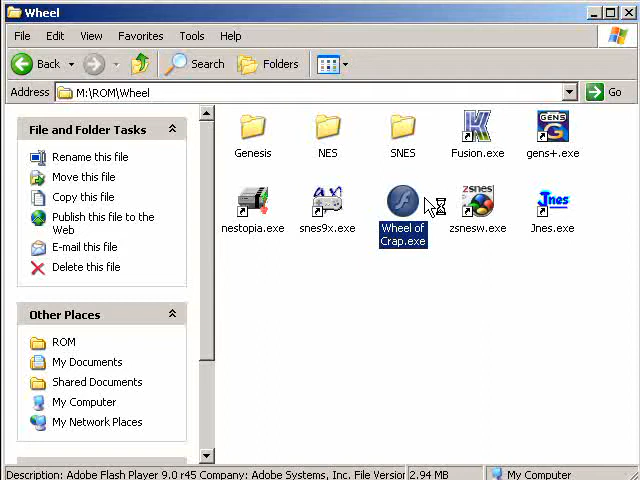 Wheel
File Edit View Favorites Tools Help
Back Search Folders
Address M:\ROM\Wheel Go
File and Folder Tasks
Rename this file
Move this file
Copy this file
Publish this file to the
Web
E-mail this file
Delete this file
Other Places
ROM
My Documents
Shared Documents
My Computer
My Network Places
Genesis NES SNES Fusion.exe gens+.exe
GENS
zsnes
Jnes
nestopia.exe snes9x.exe Wheel of
Crap.exe zsnesw.exe Jnes.exe
Description: Adobe Flash Player 9.0 r45 Company: Adobe Systems, Inc. File Version 2.94 MB My Computer